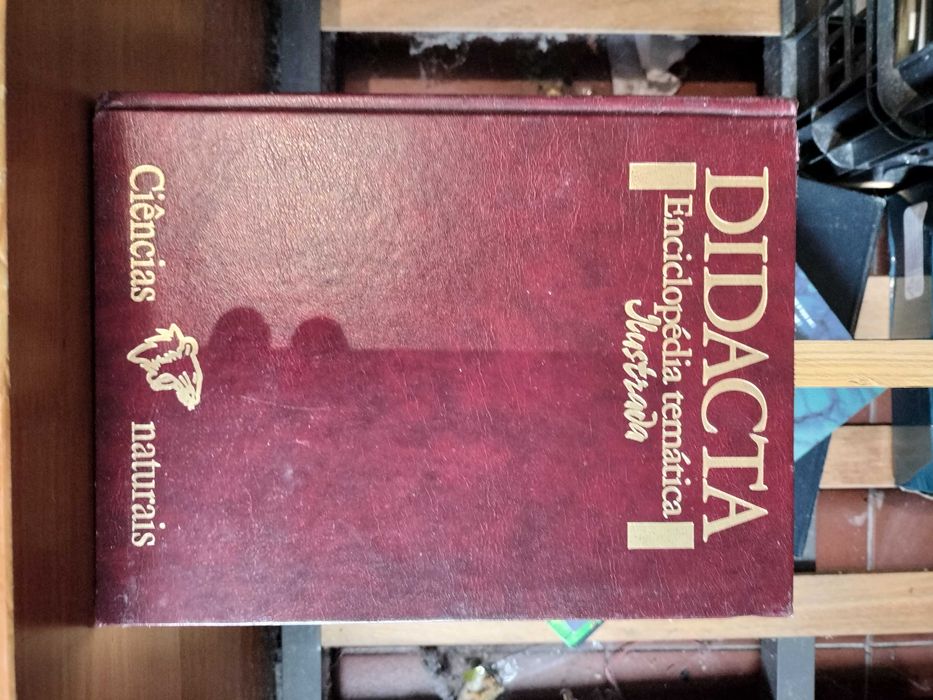 DIDACTA
Enciclopédia temática
Ilustrada
Ciências naturais